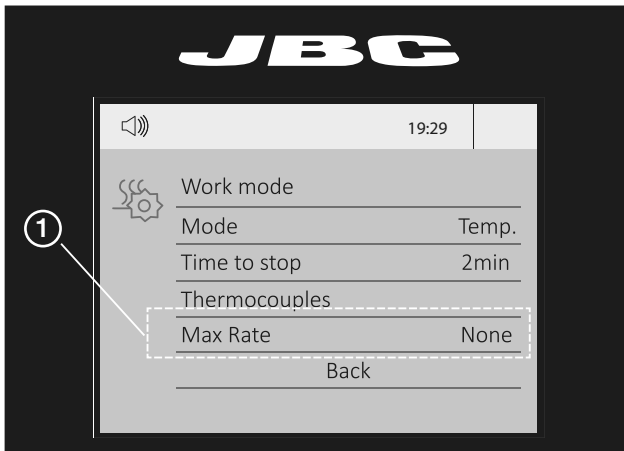 JBC
19:29
Work mode
Mode Temp.
Time to stop 2min
Thermocouples
1
Max Rate None
Back